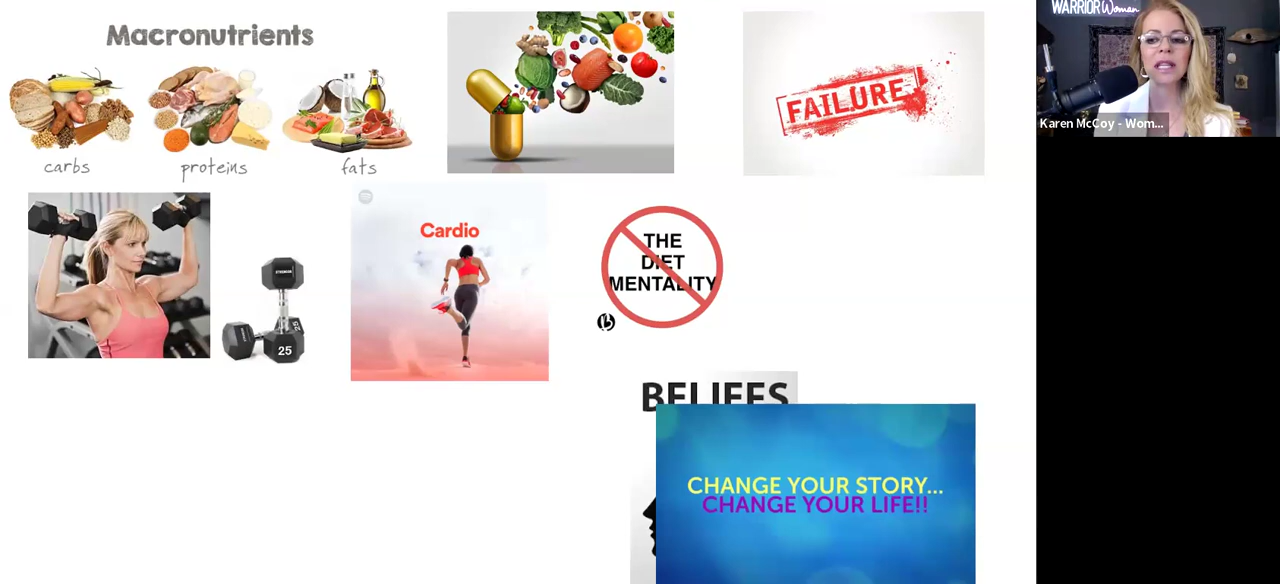 Macronutrients
carbs
proteins
fats
FAILURE
WARRIOR Woman
Karen McCoy - Wom...
25
25
Cardio
THE
DIET
MENTALITY
BELIEFS
CHANGE YOUR STORY...
CHANGE YOUR LIFE!!